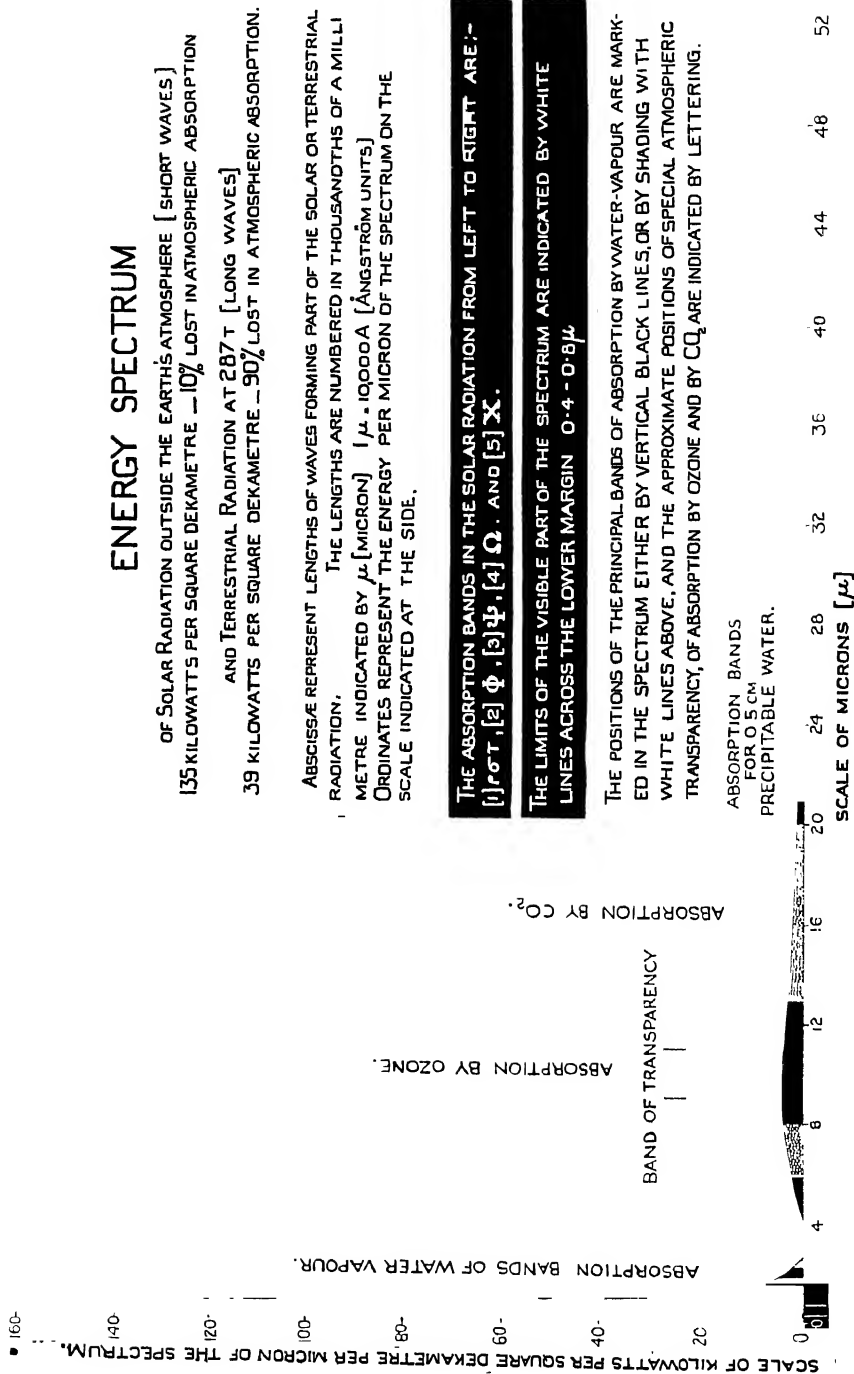 ENERGY SPECTRUM
OF SOLAR RADIATION OUTSIDE THE EARTH'S ATMOSPHERE [SHORT WAVES]
135 KILOWATTS PER SQUARE DEKAMETRE _ 10% LOST IN ATMOSPHERIC ABSORPTION
AND TERRESTRIAL RADIATION AT 287 T [LONG WAVES]
39 KILOWATTS PER SQUARE DEKAMETRE _ 90% LOST IN ATMOSPHERIC ABSORPTION.
ABSCISSÆ REPRESENT LENGTHS OF WAVES FORMING PART OF THE SOLAR OR TERRESTRIAL
RADIATION. THE LENGTHS ARE NUMBERED IN THOUSANDTHS OF A MILLI
METRE INDICATED BY μ [MICRON] 1μ = 10,000 A [ÅNGSTRÖM UNITS]
ORDINATES REPRESENT THE ENERGY PER MICRON OF THE SPECTRUM ON THE
SCALE INDICATED AT THE SIDE.
THE ABSORPTION BANDS IN THE SOLAR RADIATION FROM LEFT TO RIGHT ARE:-
[1] ρστ, [2] Φ, [3] Ψ, [4] Ω. AND [5] X.
THE LIMITS OF THE VISIBLE PART OF THE SPECTRUM ARE INDICATED BY WHITE
LINES ACROSS THE LOWER MARGIN 0·4 - 0·8μ
THE POSITIONS OF THE PRINCIPAL BANDS OF ABSORPTION BY WATER-VAPOUR ARE MARK-
ED IN THE SPECTRUM EITHER BY VERTICAL BLACK LINES, OR BY SHADING WITH
WHITE LINES ABOVE, AND THE APPROXIMATE POSITIONS OF SPECIAL ATMOSPHERIC
TRANSPARENCY, OF ABSORPTION BY OZONE AND BY CO₂ ARE INDICATED BY LETTERING.
ABSORPTION BANDS
FOR 0 5 CM
PRECIPITABLE WATER.
ABSORPTION BY CO₂.
ABSORPTION BY OZONE.
BAND OF TRANSPARENCY
ABSORPTION BANDS OF WATER VAPOUR.
SCALE OF KILOWATTS PER SQUARE DEKAMETRE PER MICRON OF THE SPECTRUM.
160-
140-
120-
100-
80-
60-
40-
20
0
4 8 12 16 20 24 28 32 36 40 44 48 52
SCALE OF MICRONS [μ]